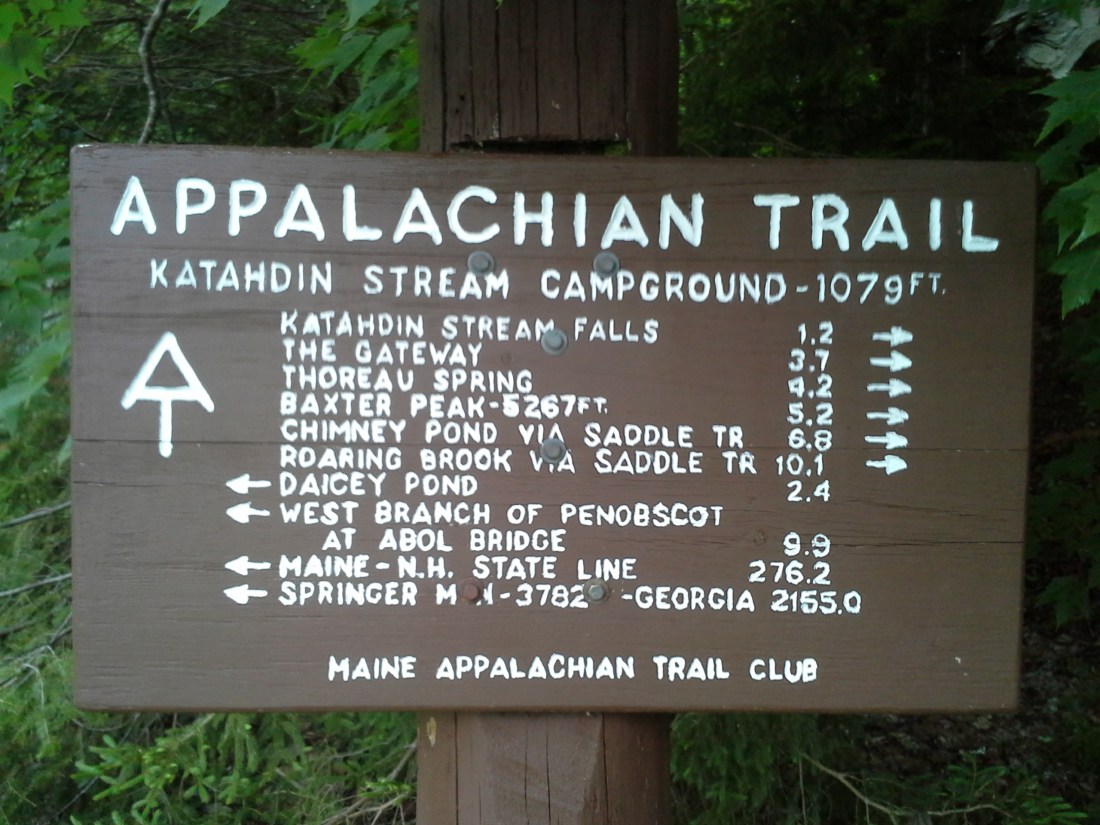 APPALACHIAN TRAIL
KATAHDIN STREAM CAMPGROUND-1079FT.
KATAHDIN STREAM FALLS 1.2 →
THE GATEWAY 3.7 →
THOREAU SPRING 4.2 →
BAXTER PEAK-5267FT. 5.2 →
CHIMNEY POND VIA SADDLE TR 6.8 →
ROARING BROOK VIA SADDLE TR 10.1 →
← DAICEY POND 2.4
← WEST BRANCH OF PENOBSCOT
AT ABOL BRIDGE 9.9
← MAINE-N.H. STATE LINE 276.2
← SPRINGER -3782 -GEORGIA 2155.0
MAINE APPALACHIAN TRAIL CLUB